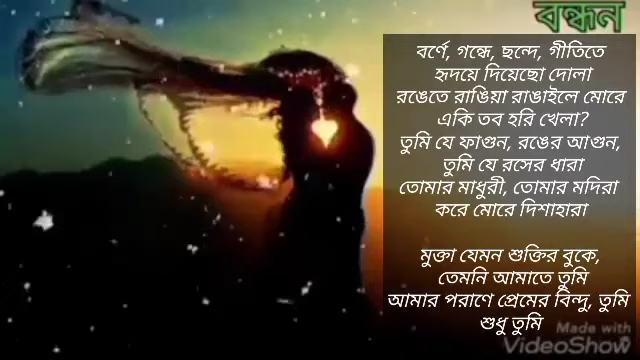 বন্ধন
বর্ণে, গন্ধে, ছন্দে, গীতিতে
হৃদয়ে দিয়েছো দোলা
রঙেতে রাঙিয়া রাঙাইলে মোরে
একি তব হরি খেলা?
তুমি যে ফাগুন, রঙের আগুন,
তুমি যে রসের ধারা
তোমার মাধুরী, তোমার মদিরা
করে মোরে দিশাহারা
মুক্তা যেমন শুক্তির বুকে,
তেমনি আমাতে তুমি
আমার পরাণে প্রেমের বিন্দু, তুমি
শুধু তুমি
Made with
VideoShow